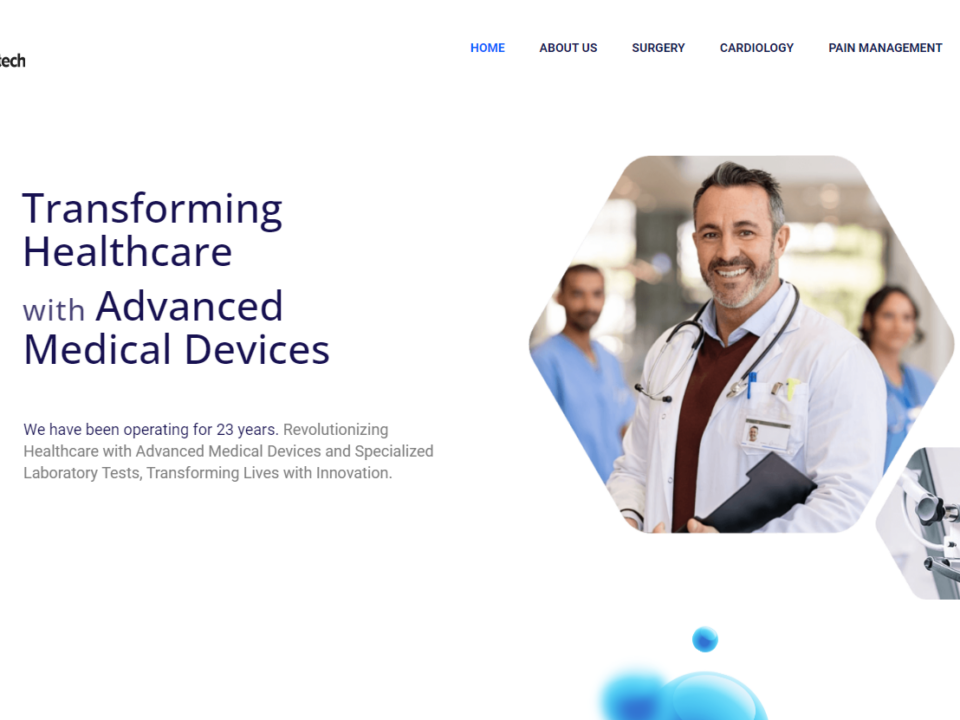 HOME ABOUT US SURGERY CARDIOLOGY PAIN MANAGEMENT
tech
Transforming
Healthcare
with Advanced
Medical Devices
We have been operating for 23 years. Revolutionizing
Healthcare with Advanced Medical Devices and Specialized
Laboratory Tests, Transforming Lives with Innovation.